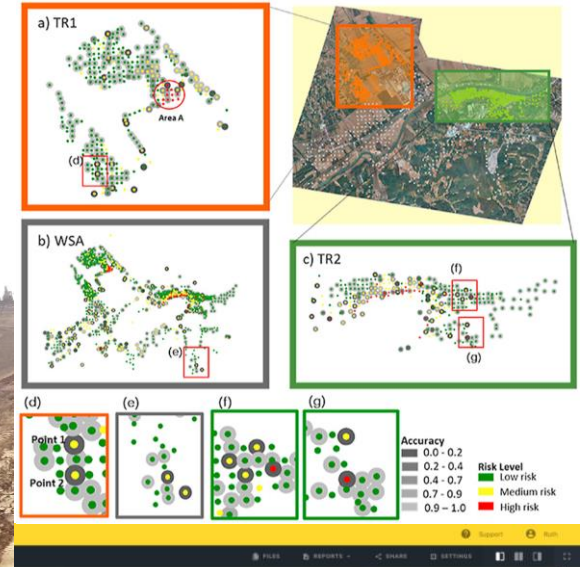 a) TR1
Area A
(d)
b) WSA
(e)
c) TR2
(f)
(g)
(d)
(e)
(f)
(g)
Point 1
Point 2
Accuracy
0.0 - 0.2
0.2 - 0.4
0.4 - 0.7
0.7 - 0.9
0.9 – 1.0
Risk Level
Low risk
Medium risk
High risk
Support
Ruth
FILES
REPORTS
SHARE
SETTINGS